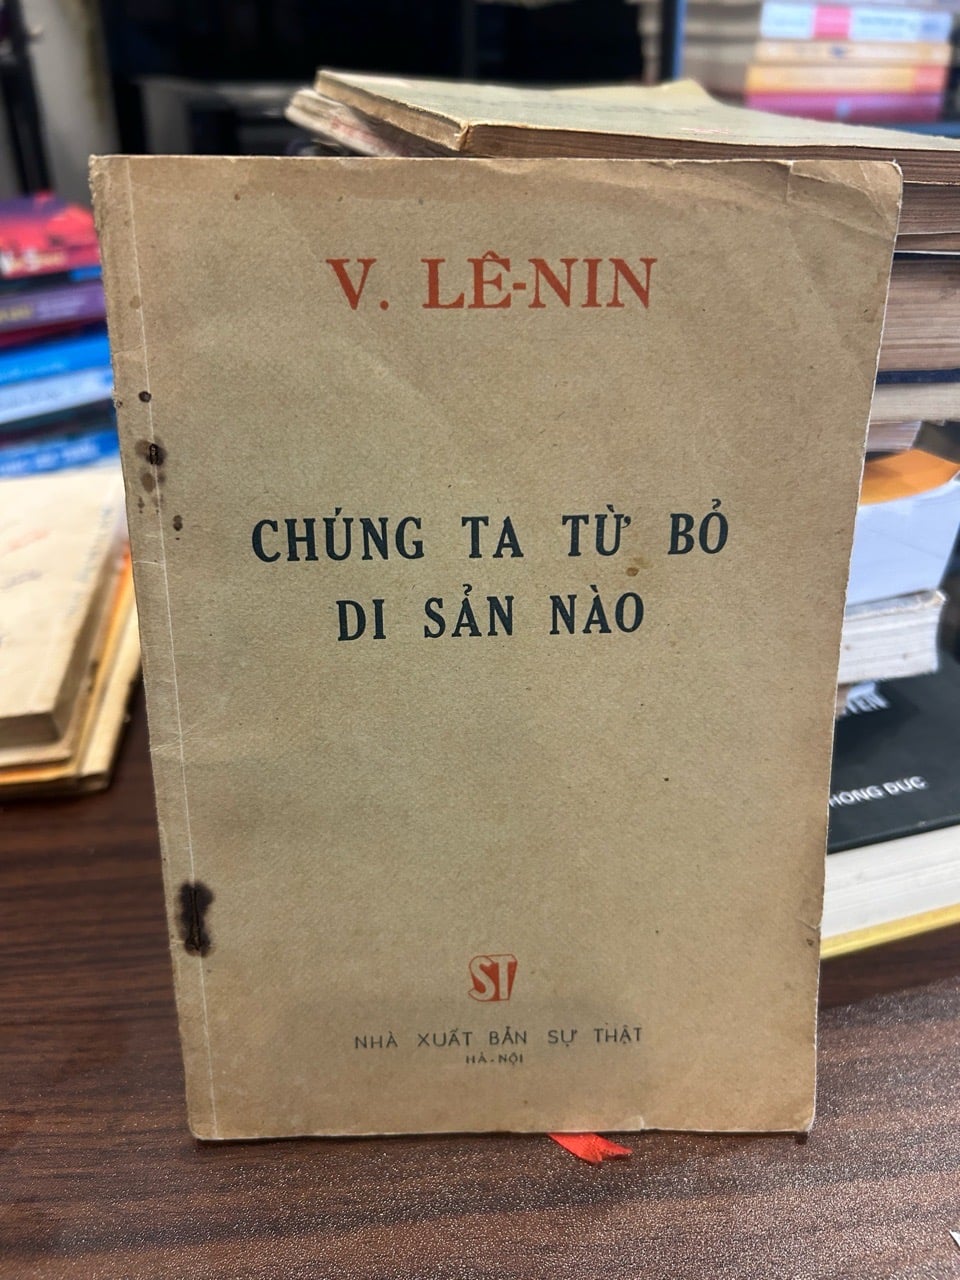 V. LÊ-NIN
CHÚNG TA TỪ BỎ
DI SẢN NÀO
ST
NHÀ XUẤT BẢN SỰ THẬT
HÀ-NỘI